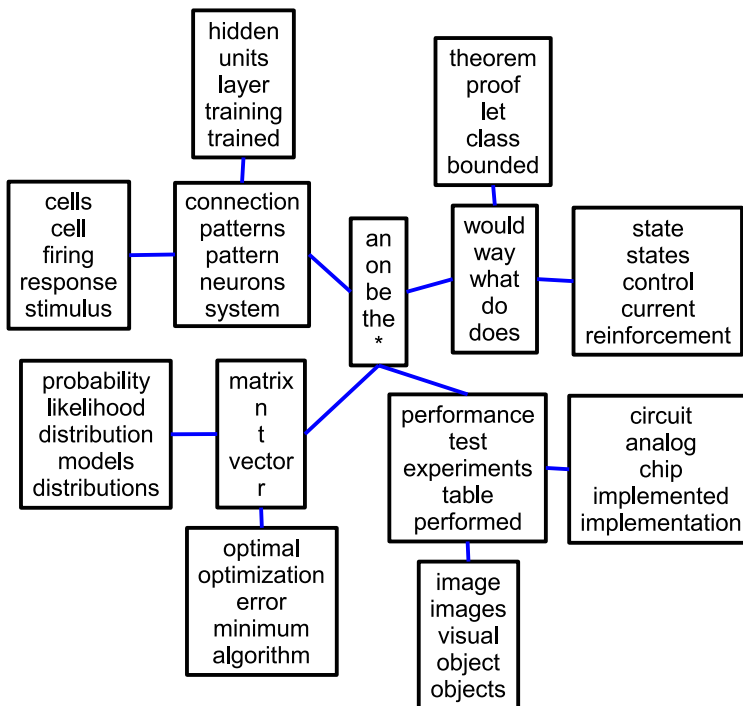 hidden
units
layer
training
trained
theorem
proof
let
class
bounded
cells
cell
firing
response
stimulus
connection
patterns
pattern
neurons
system
an
on
be
the
*
would
way
what
do
does
state
states
control
current
reinforcement
probability
likelihood
distribution
models
distributions
matrix
n
t
vector
r
performance
test
experiments
table
performed
circuit
analog
chip
implemented
implementation
optimal
optimization
error
minimum
algorithm
image
images
visual
object
objects